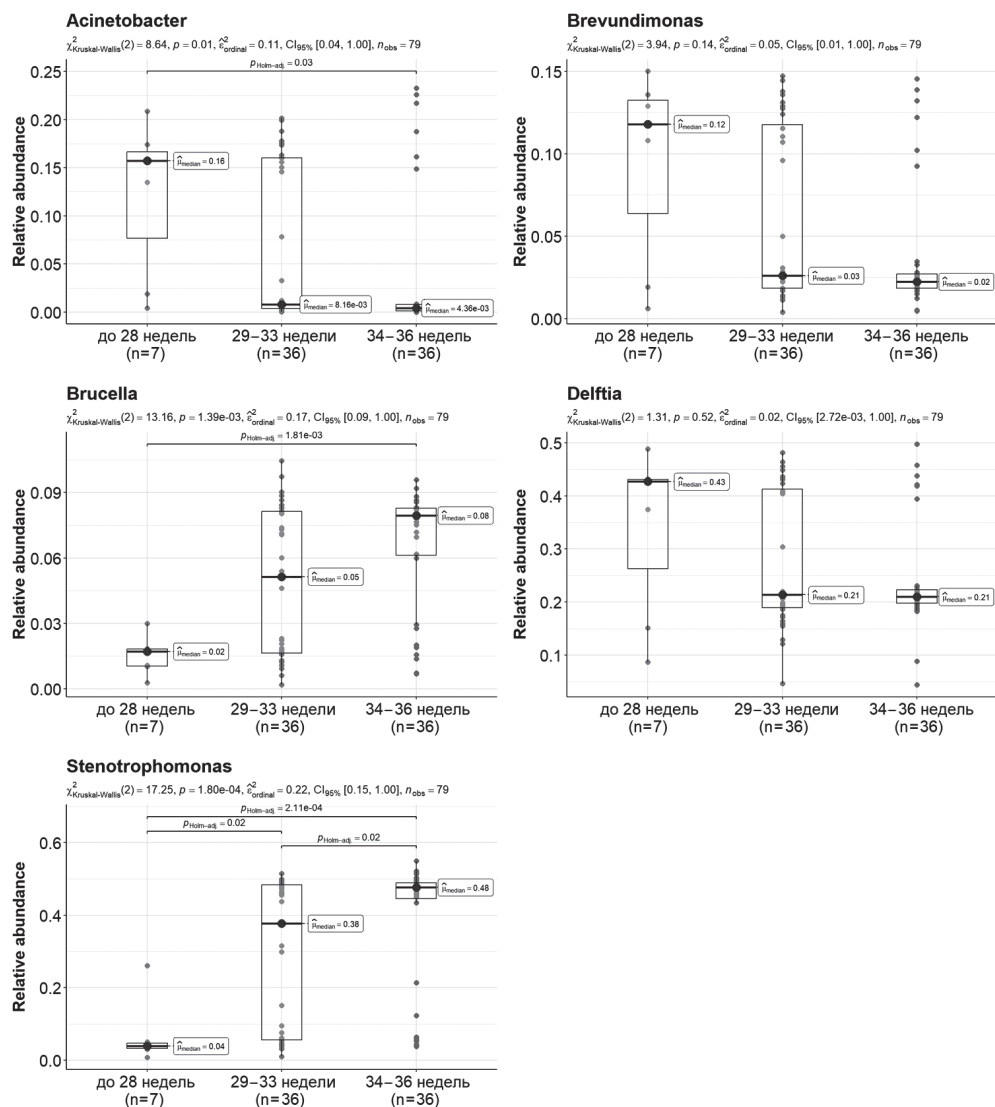 Acinetobacter
χ²Kruskal-Wallis(2) = 8.64, p = 0.01, ε̂²ordinal = 0.11, CI95% [0.04, 1.00], nobs = 79
pHolm-adj. = 0.03
Relative abundance
0.25
0.20
0.15
0.10
0.05
0.00
μ̂median = 0.16
μ̂median = 8.16e-03
μ̂median = 4.36e-03
до 28 недель
(n=7)
29-33 недели
(n=36)
34-36 недель
(n=36)
Brevundimonas
χ²Kruskal-Wallis(2) = 3.94, p = 0.14, ε̂²ordinal = 0.05, CI95% [0.01, 1.00], nobs = 79
Relative abundance
0.15
0.10
0.05
0.00
μ̂median = 0.12
μ̂median = 0.03
μ̂median = 0.02
до 28 недель
(n=7)
29-33 недели
(n=36)
34-36 недель
(n=36)
Brucella
χ²Kruskal-Wallis(2) = 13.16, p = 1.39e-03, ε̂²ordinal = 0.17, CI95% [0.09, 1.00], nobs = 79
pHolm-adj. = 1.81e-03
Relative abundance
0.09
0.06
0.03
0.00
μ̂median = 0.02
μ̂median = 0.05
μ̂median = 0.08
до 28 недель
(n=7)
29-33 недели
(n=36)
34-36 недель
(n=36)
Delftia
χ²Kruskal-Wallis(2) = 1.31, p = 0.52, ε̂²ordinal = 0.02, CI95% [2.72e-03, 1.00], nobs = 79
Relative abundance
0.5
0.4
0.3
0.2
0.1
μ̂median = 0.43
μ̂median = 0.21
μ̂median = 0.21
до 28 недель
(n=7)
29-33 недели
(n=36)
34-36 недель
(n=36)
Stenotrophomonas
χ²Kruskal-Wallis(2) = 17.25, p = 1.80e-04, ε̂²ordinal = 0.22, CI95% [0.15, 1.00], nobs = 79
pHolm-adj. = 2.11e-04
pHolm-adj. = 0.02
pHolm-adj. = 0.02
Relative abundance
0.6
0.4
0.2
0.0
μ̂median = 0.04
μ̂median = 0.38
μ̂median = 0.48
до 28 недель
(n=7)
29-33 недели
(n=36)
34-36 недель
(n=36)